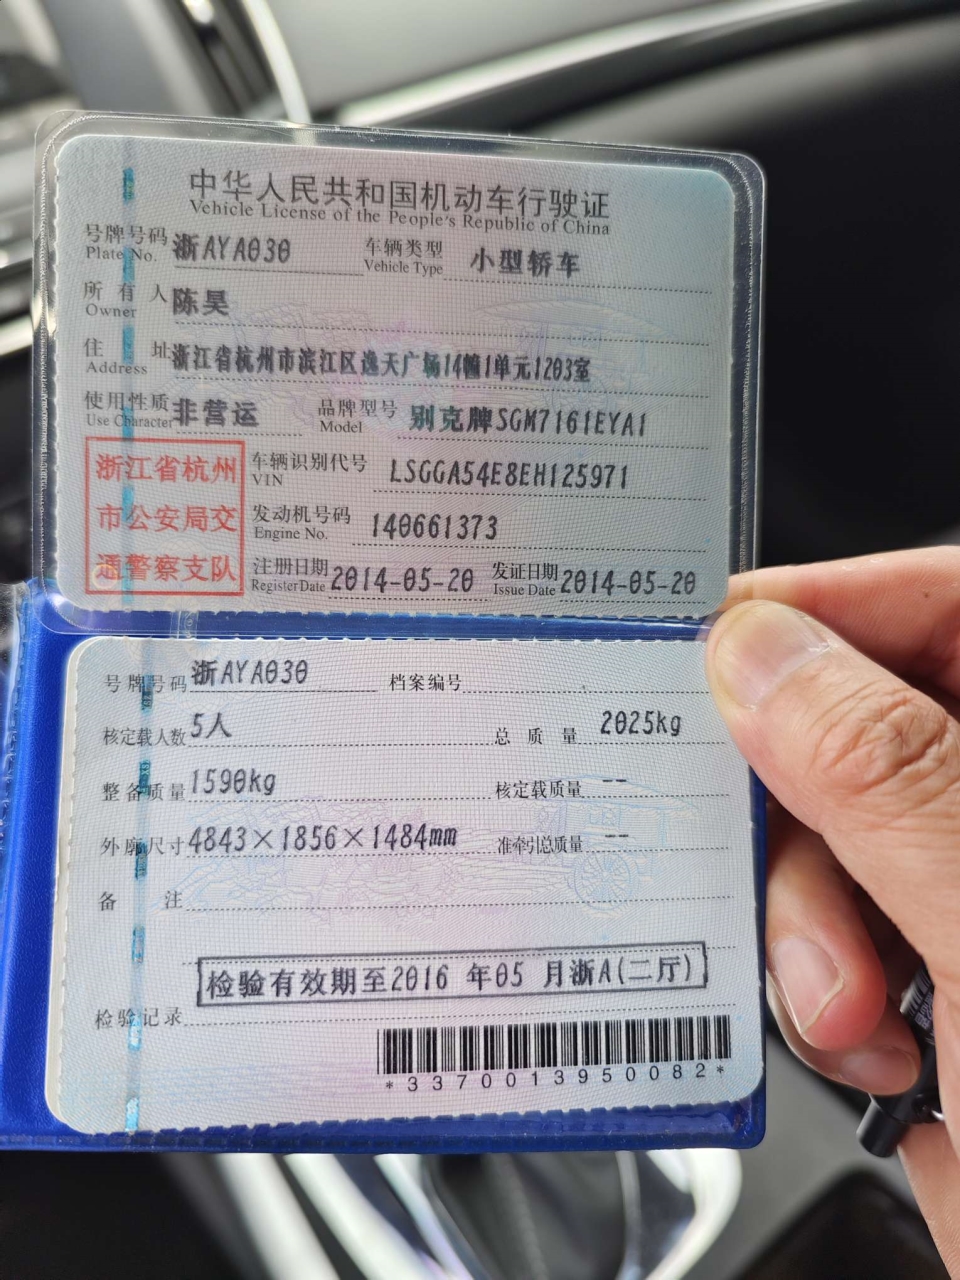 中华人民共和国机动车行驶证
Vehicle License of the People's Republic of China
号牌号码 浙AYA030 车辆类型 小型轿车
Plate No. Vehicle Type
所有人 陈昊
Owner
住址 浙江省杭州市滨江区逸天广场14幢1单元1203室
Address
使用性质 非营运 品牌型号 别克牌SGM7161EYA1
Use Character Model
浙江省杭州
市公安局交
通警察支队
车辆识别代号 LSGGA54E8EH125971
VIN
发动机号码 140661373
Engine No.
注册日期 2014-05-20 发证日期 2014-05-20
Register Date Issue Date
号牌号码 浙AYA030 档案编号
核定载人数 5人 总质量 2025kg
整备质量 1590kg 核定载质量 --
外廓尺寸 4843×1856×1484mm 准牵引总质量 --
备注
检验有效期至2016 年05 月浙A(二厅)
检验记录
*3370013950082*